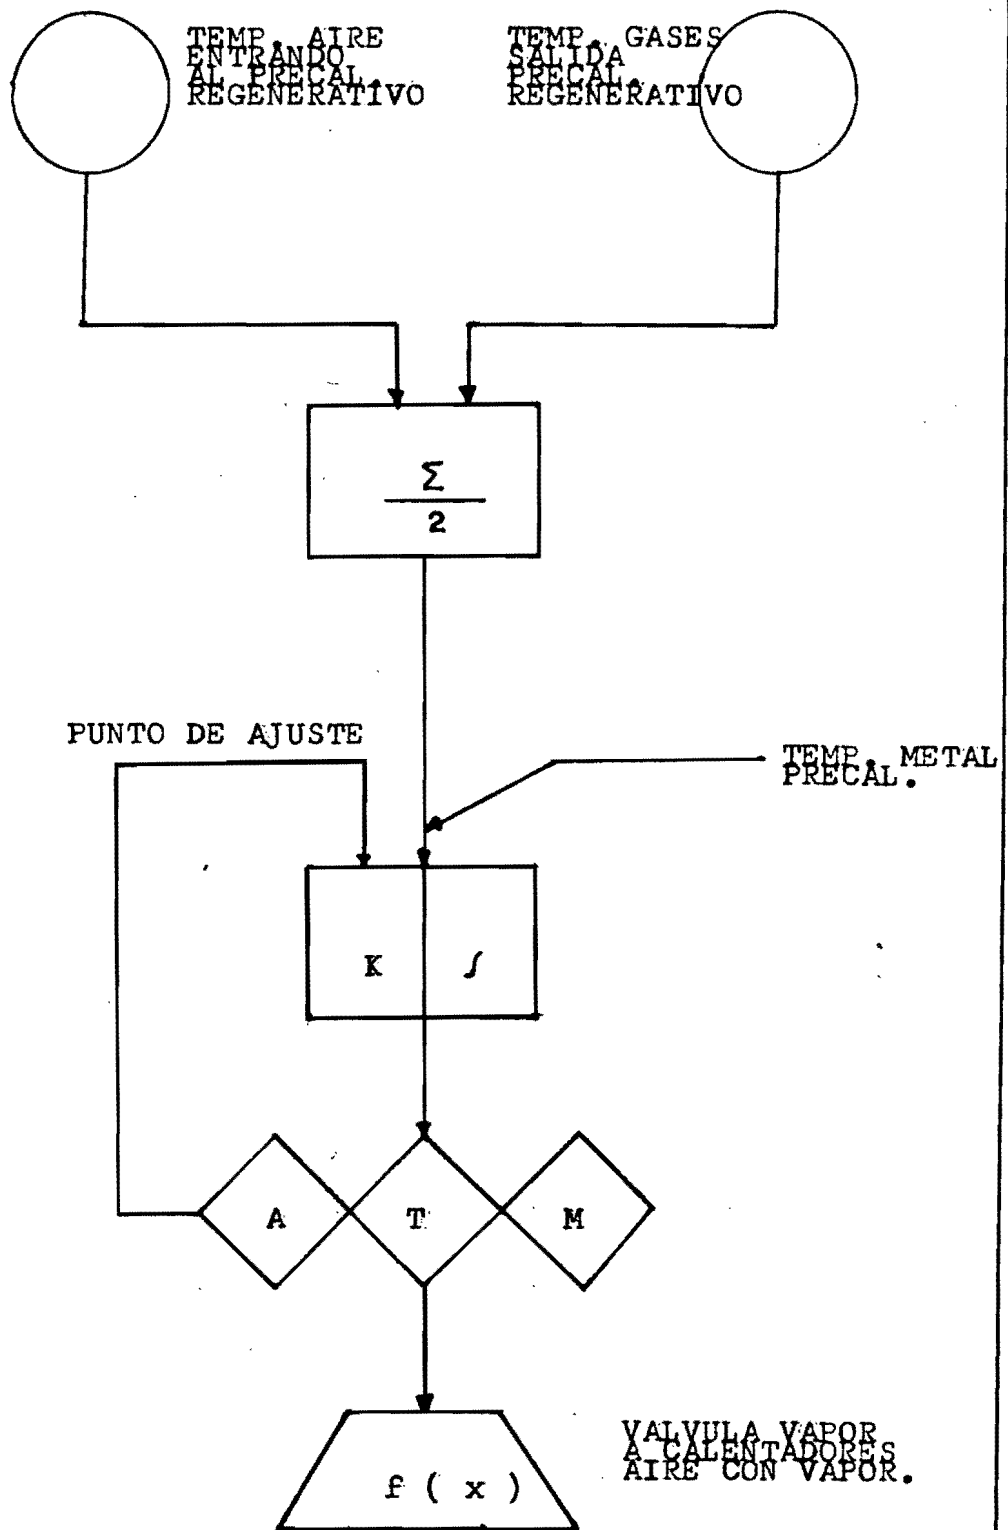 TEMP. AIRE
ENTRANDO
AL PRECAL.
REGENERATIVO
TEMP. GASES
SALIDA
PRECAL.
REGENERATIVO
Σ
2
PUNTO DE AJUSTE
TEMP. METAL
PRECAL.
K ∫
A T M
f ( x )
VALVULA VAPOR
A CALENTADORES
AIRE CON VAPOR.